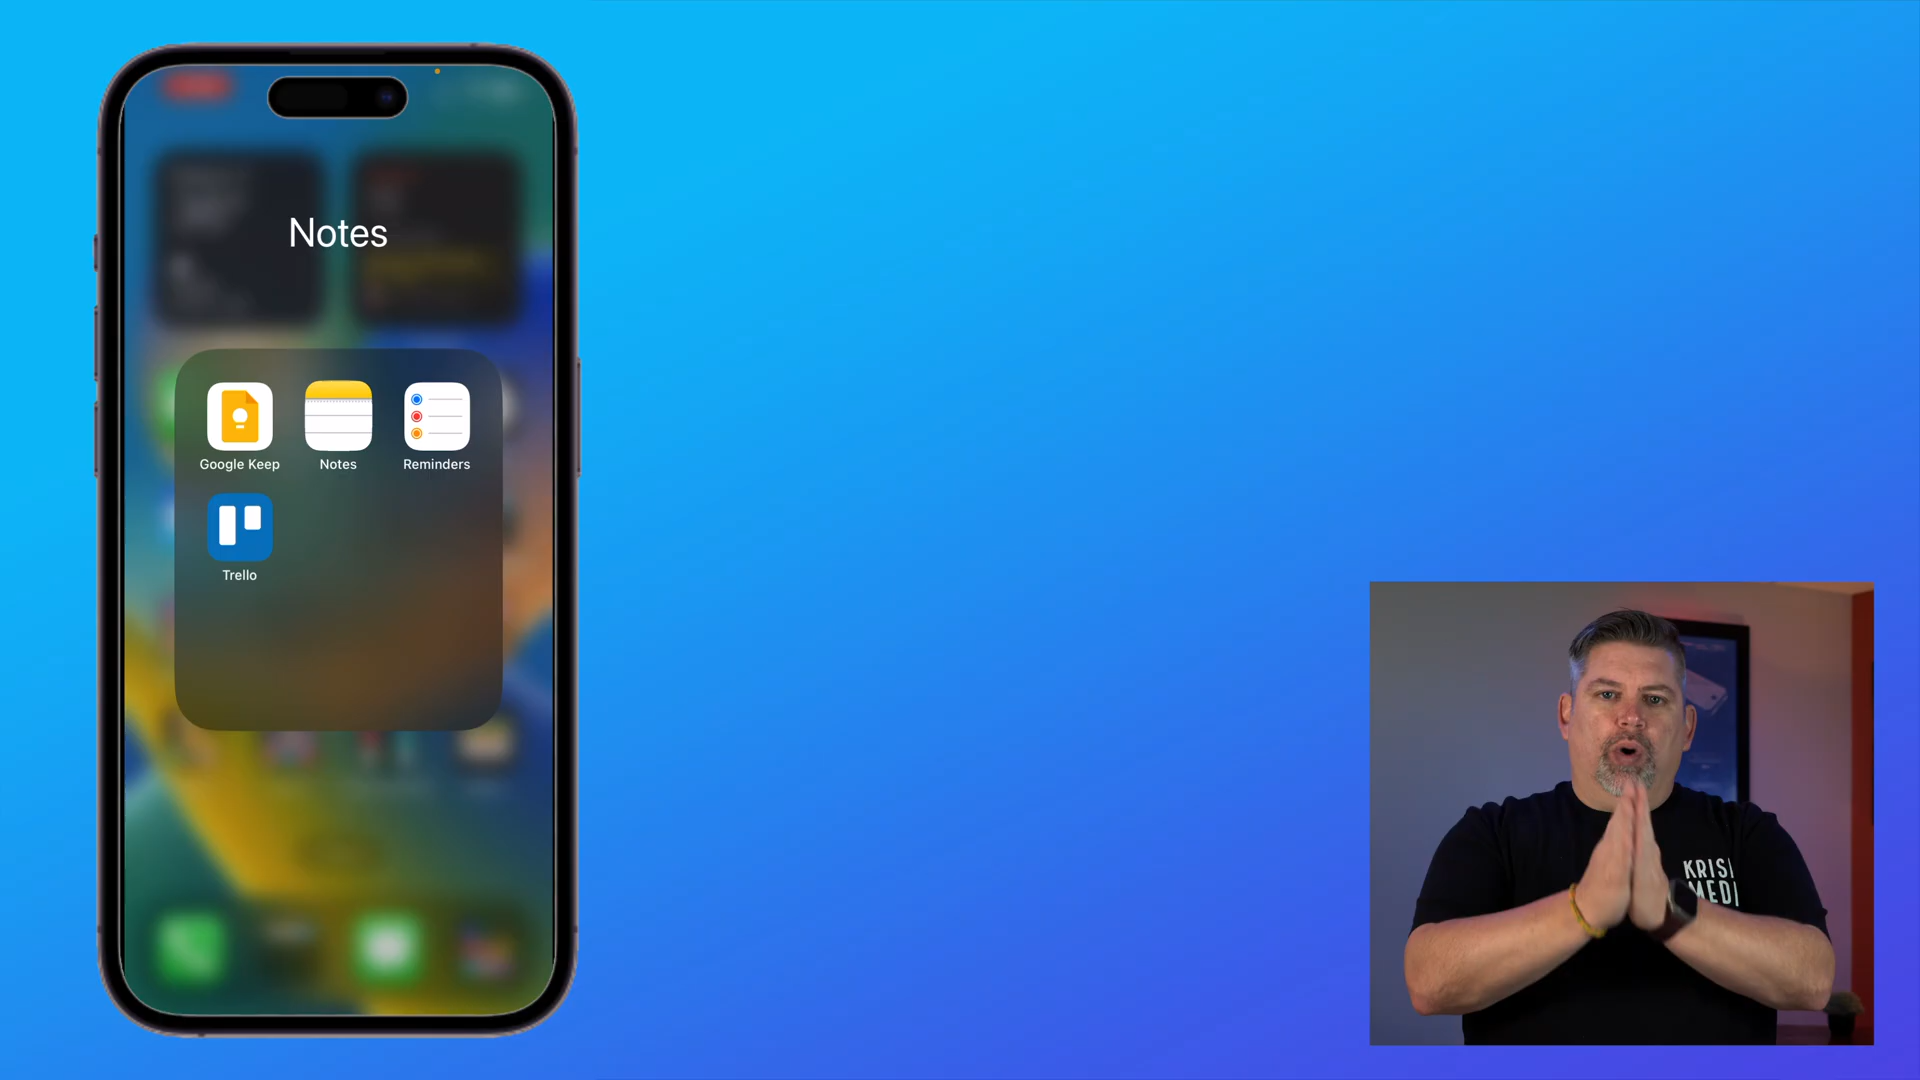 Notes
Google Keep
Notes
Reminders
Trello
KRIS
MEDI